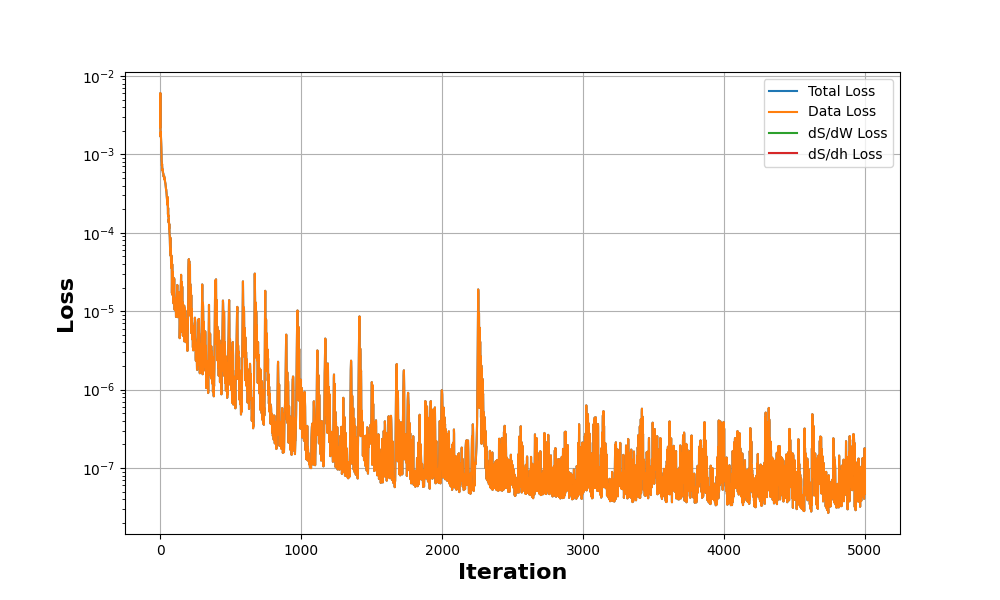 10⁻²
10⁻³
10⁻⁴
10⁻⁵
10⁻⁶
10⁻⁷
Loss
Total Loss
Data Loss
dS/dW Loss
dS/dh Loss
0 1000 2000 3000 4000 5000
Iteration